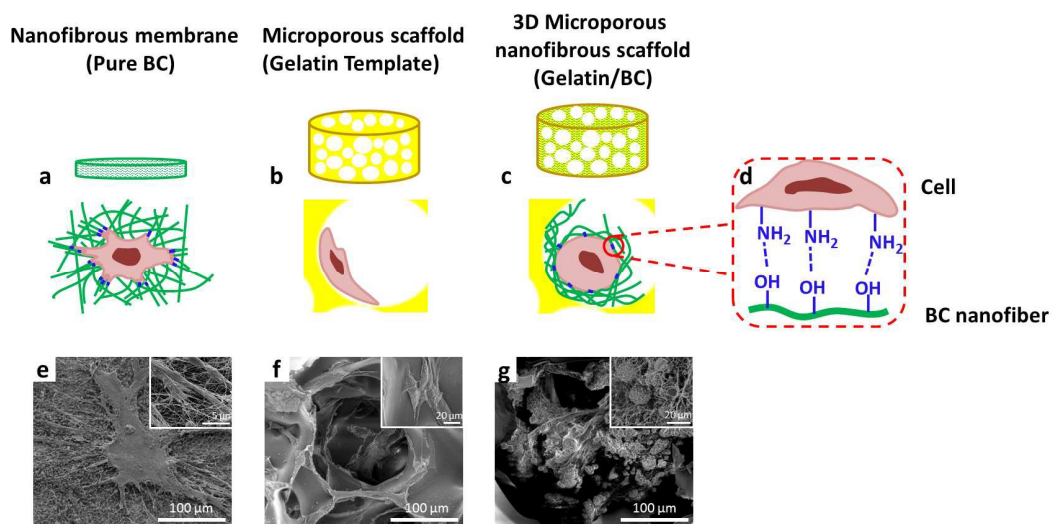 Nanofibrous membrane
(Pure BC)
Microporous scaffold
(Gelatin Template)
3D Microporous
nanofibrous scaffold
(Gelatin/BC)
a
b
c
d
Cell
NH2
NH2
NH2
OH
OH
OH
BC nanofiber
e
5 µm
100 µm
f
20 µm
100 µm
g
20 µm
100 µm